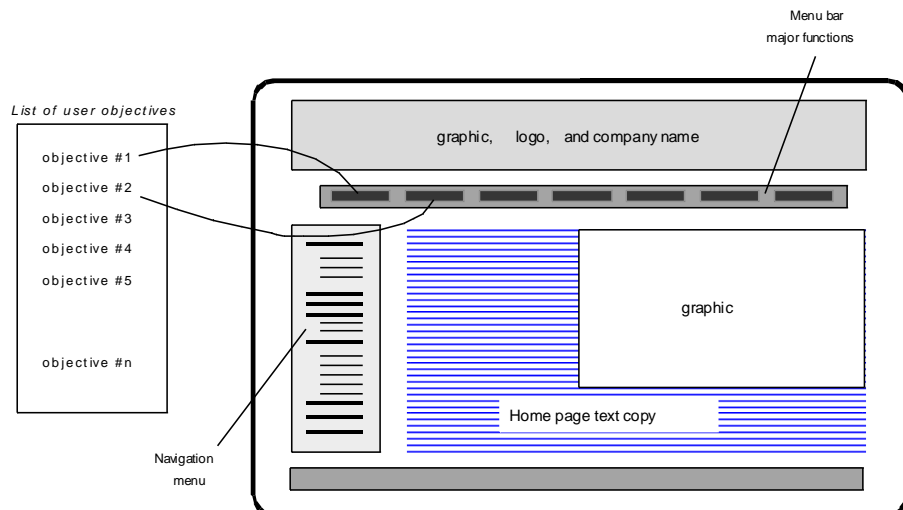 Menu bar
major functions
List of user objectives
objective #1
objective #2
objective #3
objective #4
objective #5
objective #n
graphic, logo, and company name
graphic
Home page text copy
Navigation
menu